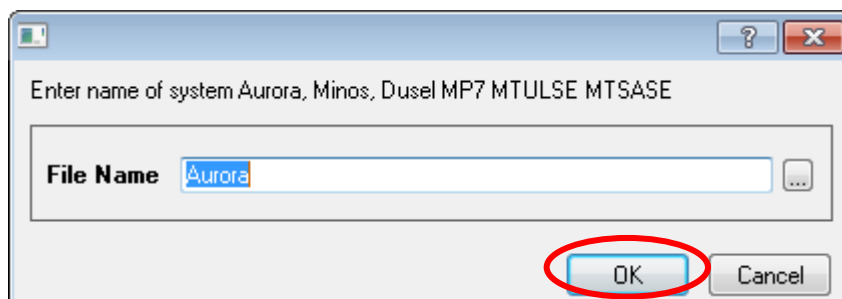 Enter name of system Aurora, Minos, Dusel MP7 MTULSE MTSASE
File Name Aurora ...
OK Cancel